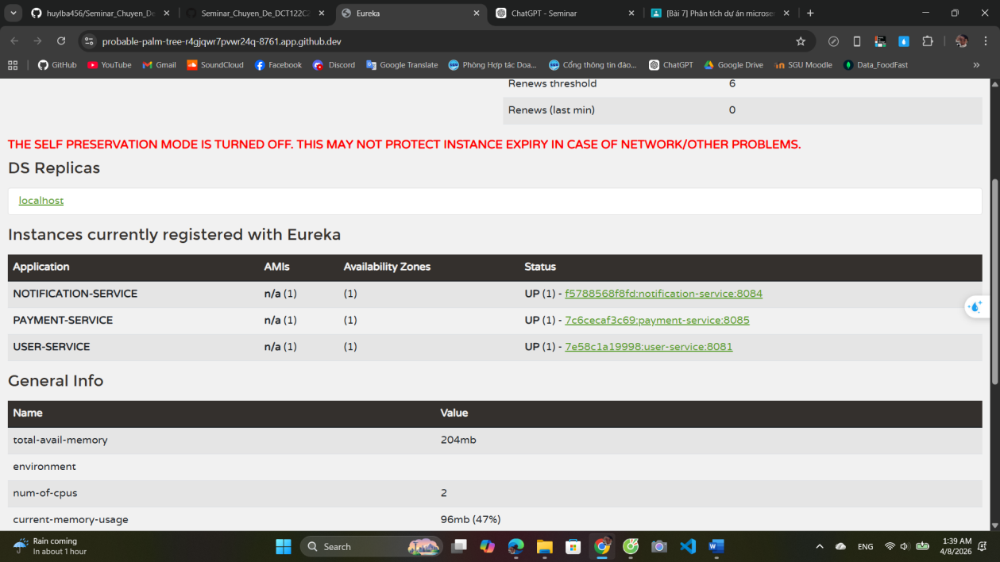 huylba456/Seminar_Chuyen_De
Seminar_Chuyen_De_DCT122C2
Eureka
ChatGPT - Seminar
[Bài 7] Phân tích dự án microser
probable-palm-tree-r4gjqwr7pvwr24q-8761.app.github.dev
GitHub
YouTube
Gmail
SoundCloud
Facebook
Discord
Google Translate
Phòng Hợp tác Doa...
Cổng thông tin đào...
ChatGPT
Google Drive
SGU Moodle
Data_FoodFast
Renews threshold 6
Renews (last min) 0
THE SELF PRESERVATION MODE IS TURNED OFF. THIS MAY NOT PROTECT INSTANCE EXPIRY IN CASE OF NETWORK/OTHER PROBLEMS.
DS Replicas
localhost
Instances currently registered with Eureka
Application AMIs Availability Zones Status
NOTIFICATION-SERVICE n/a (1) (1) UP (1) - f5788568f8fd:notification-service:8084
PAYMENT-SERVICE n/a (1) (1) UP (1) - 7c6cecaf3c69:payment-service:8085
USER-SERVICE n/a (1) (1) UP (1) - 7e58c1a19998:user-service:8081
General Info
Name Value
total-avail-memory 204mb
environment
num-of-cpus 2
current-memory-usage 96mb (47%)
Rain coming
In about 1 hour
Search
ENG
1:39 AM
4/8/2026